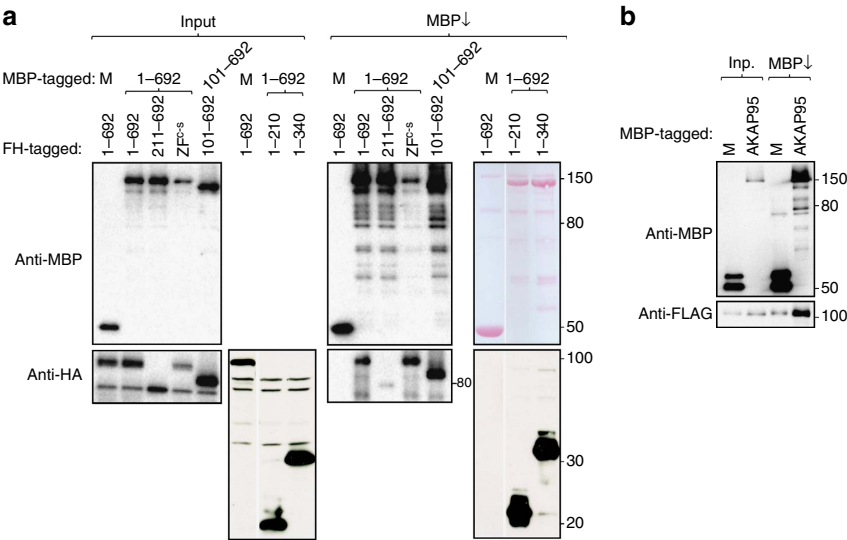 a
Input
MBP↓
MBP-tagged: M 1–692 101–692 M 1–692 M 1–692 101–692 M 1–692
FH-tagged: 1–692 1–692 211–692 ZFc-s 101–692 1–692 1–210 1–340 1–692 1–692 211–692 ZFc-s 101–692 1–692 1–210 1–340
Anti-MBP
150
80
50
Anti-HA
80
100
30
20
b
Inp. MBP↓
MBP-tagged: M AKAP95 M AKAP95
Anti-MBP
150
80
50
Anti-FLAG
100